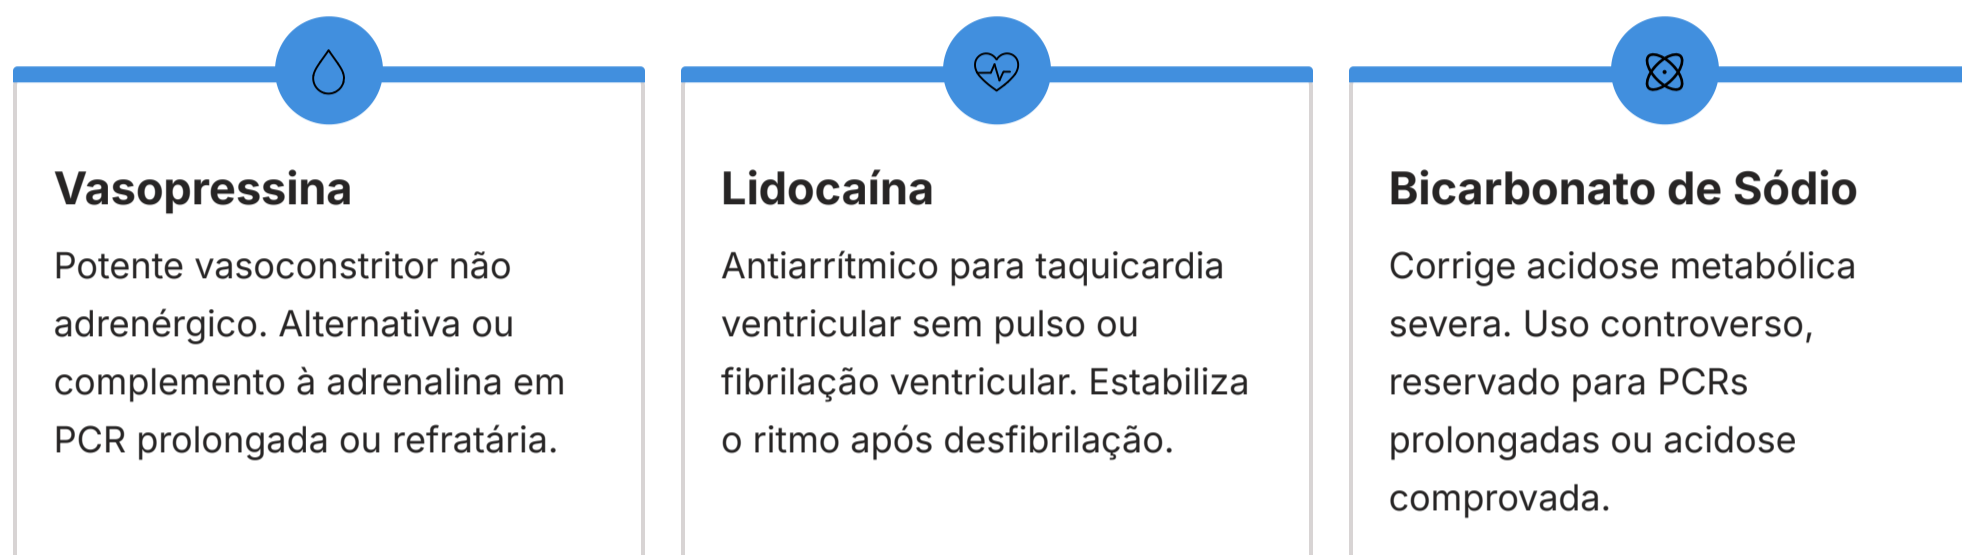 Vasopressina
Potente vasoconstritor não
adrenérgico. Alternativa ou
complemento à adrenalina em
PCR prolongada ou refratária.
Lidocaína
Antiarrítmico para taquicardia
ventricular sem pulso ou
fibrilação ventricular. Estabiliza
o ritmo após desfibrilação.
Bicarbonato de Sódio
Corrige acidose metabólica
severa. Uso controverso,
reservado para PCRs
prolongadas ou acidose
comprovada.